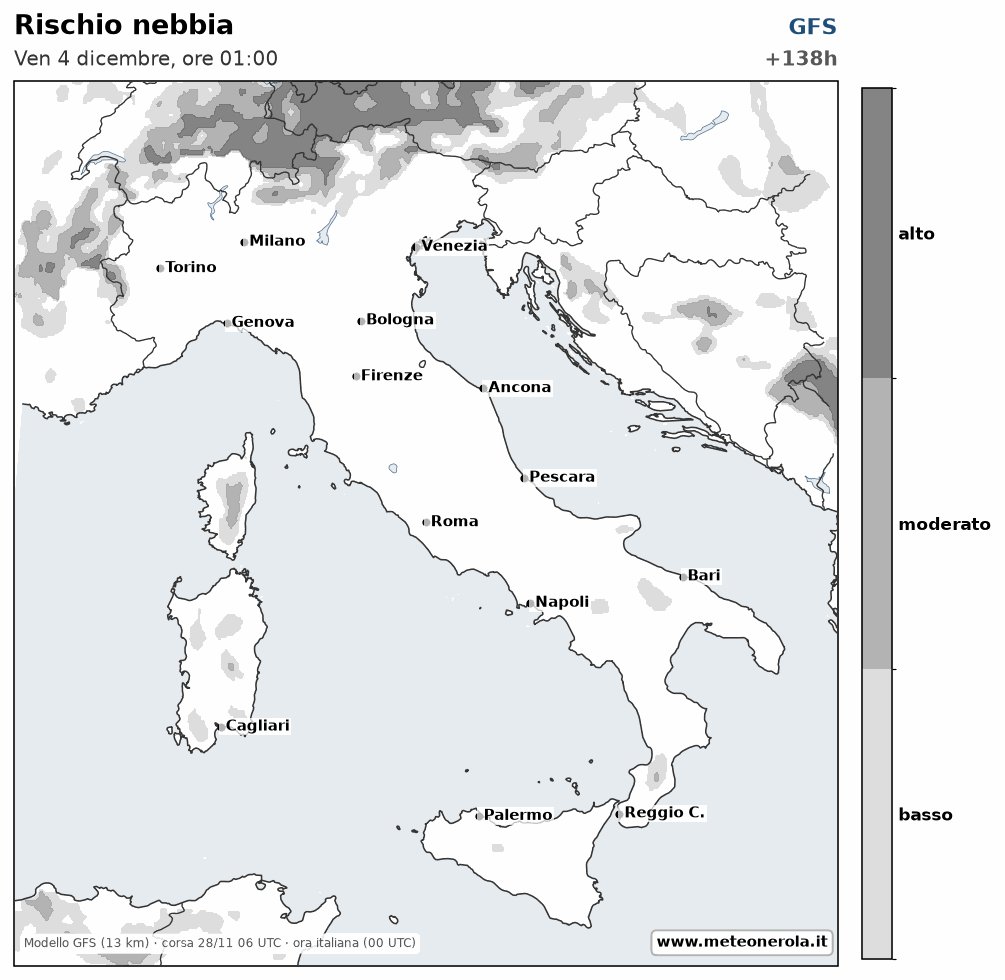 Rischio nebbia
GFS
Ven 4 dicembre, ore 01:00
+138h
Milano
Venezia
Torino
Genova
Bologna
Firenze
Ancona
Pescara
Roma
Bari
Napoli
Cagliari
Palermo
Reggio C.
alto
moderato
basso
Modello GFS (13 km) · corsa 28/11 06 UTC · ora italiana (00 UTC)
www.meteonerola.it